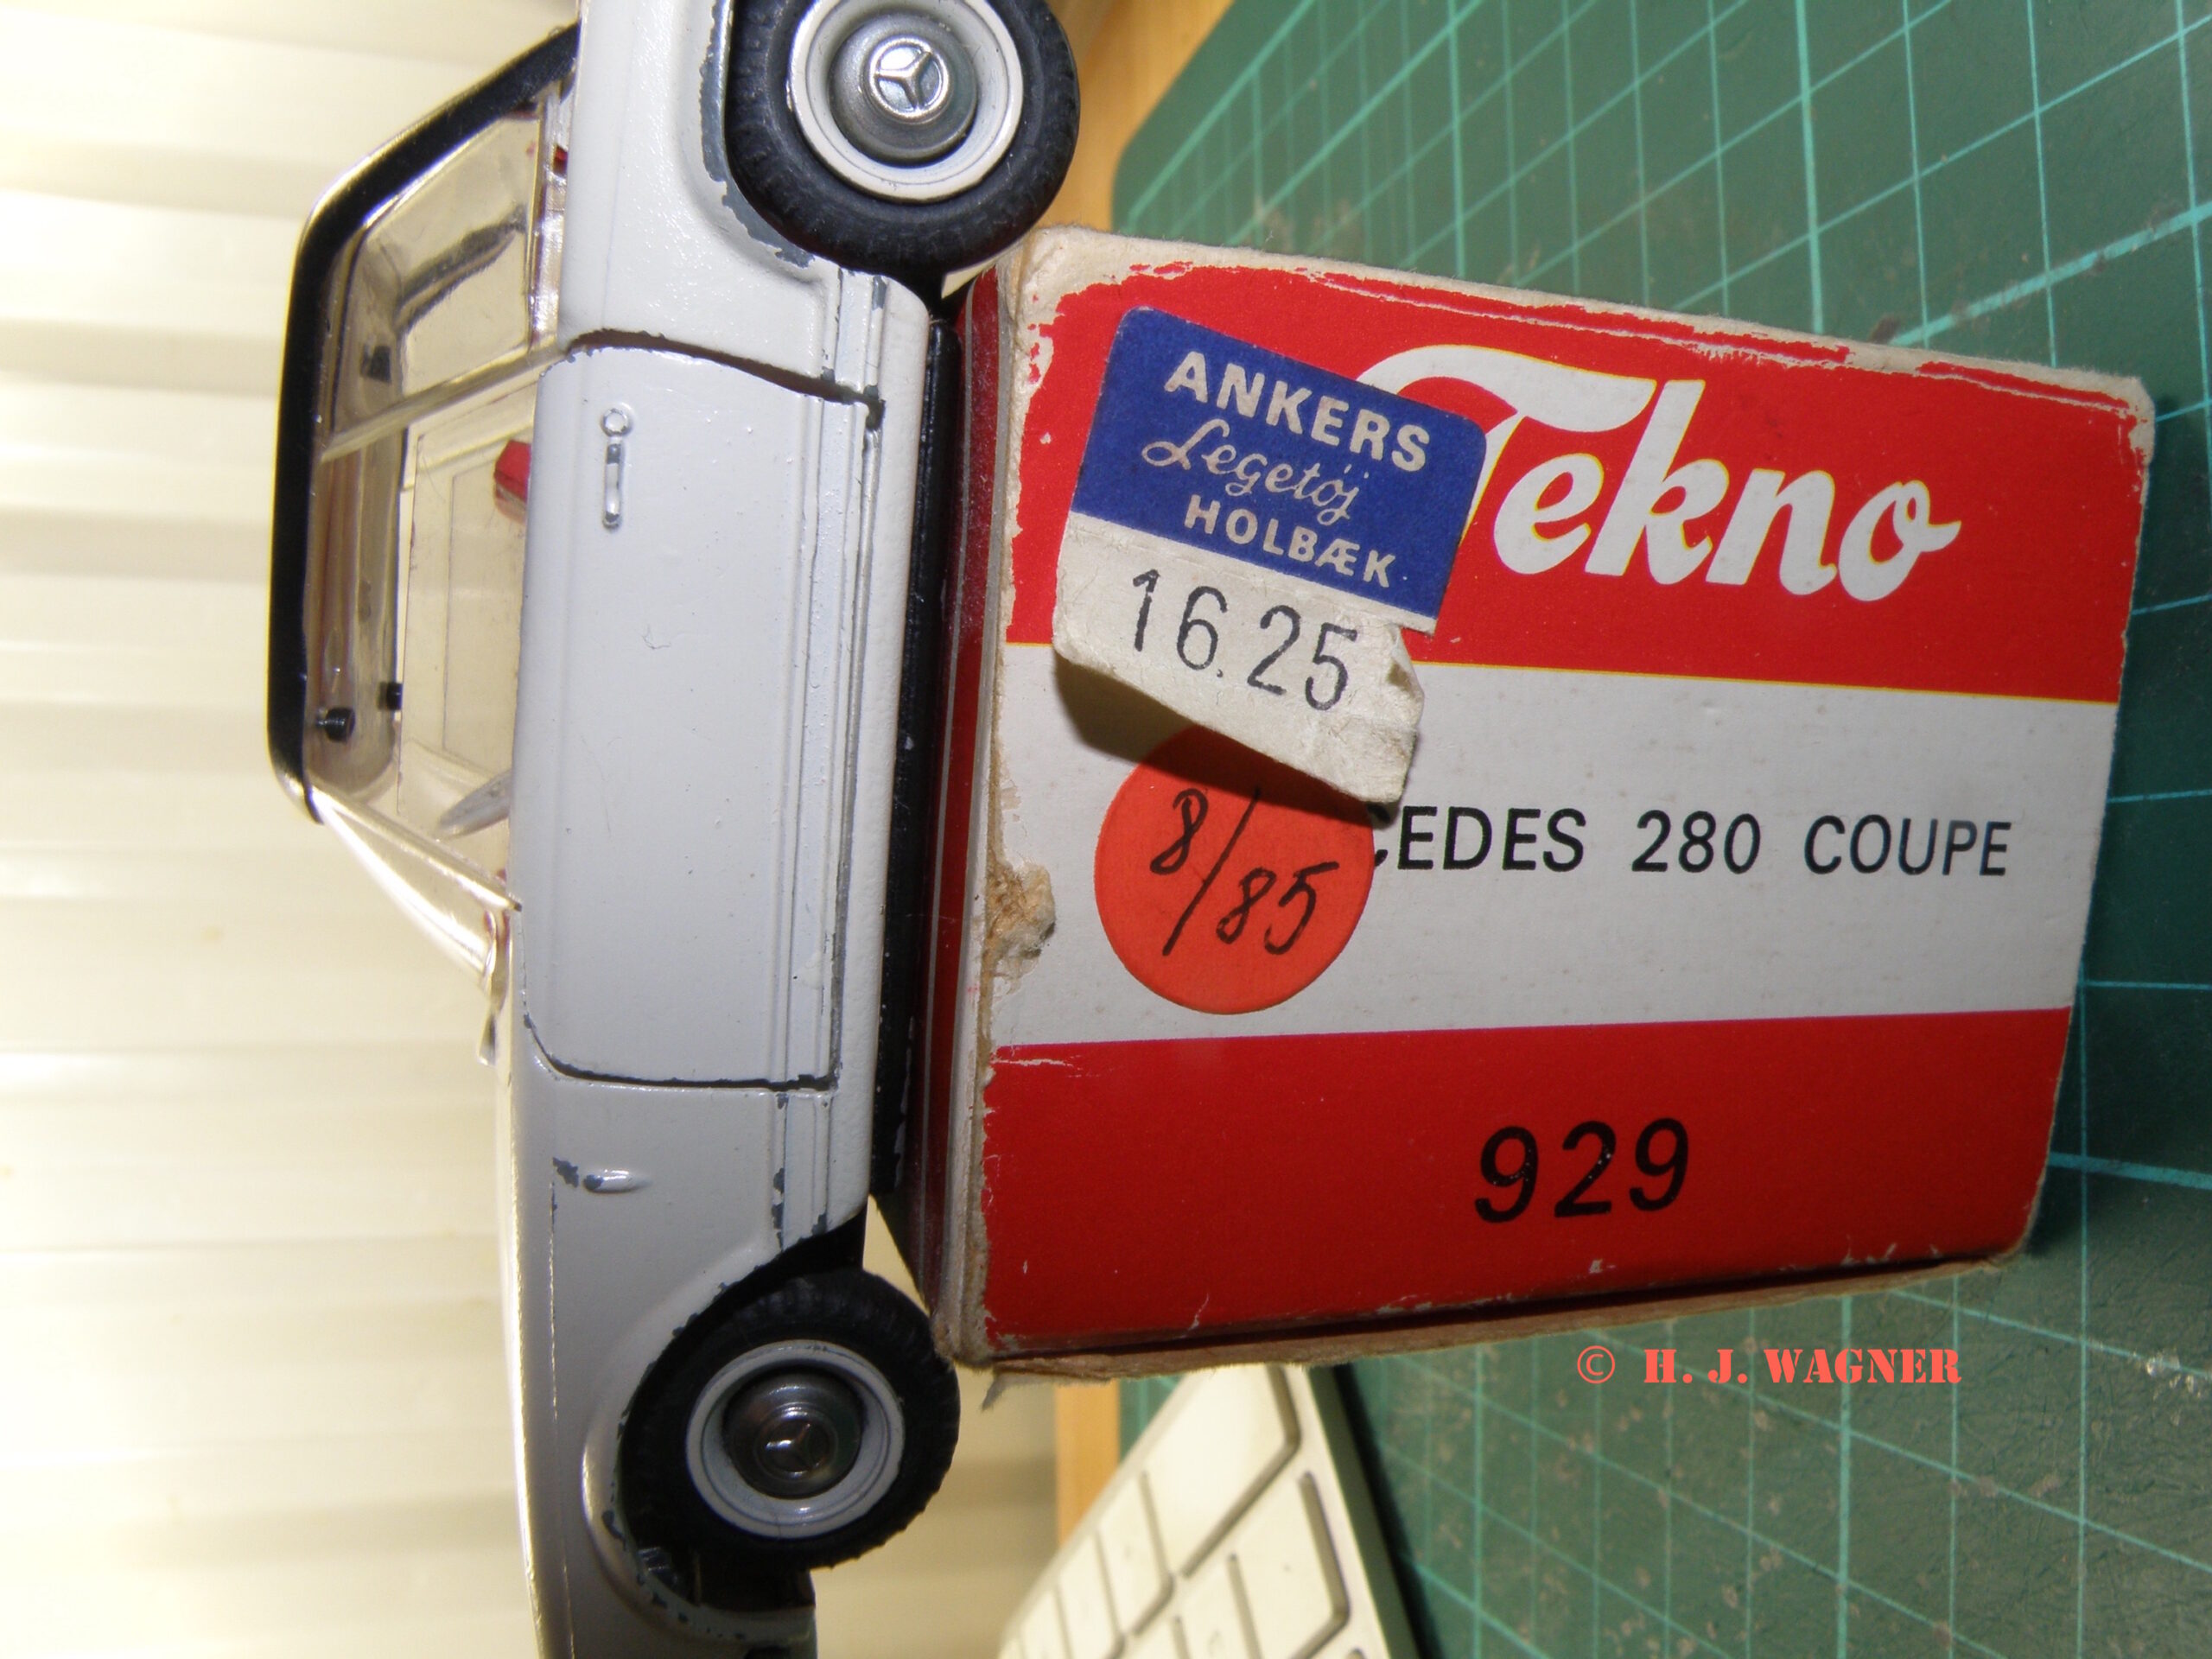 Tekno
ANKERS
Legetøj
HOLBÆK
16.25
8/85
CEDES 280 COUPE
929
© H. J. WAGNER